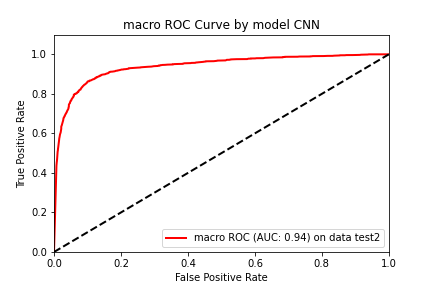 macro ROC Curve by model CNN
True Positive Rate
1.0
0.8
0.6
0.4
0.2
0.0
macro ROC (AUC: 0.94) on data test2
0.0 0.2 0.4 0.6 0.8 1.0
False Positive Rate